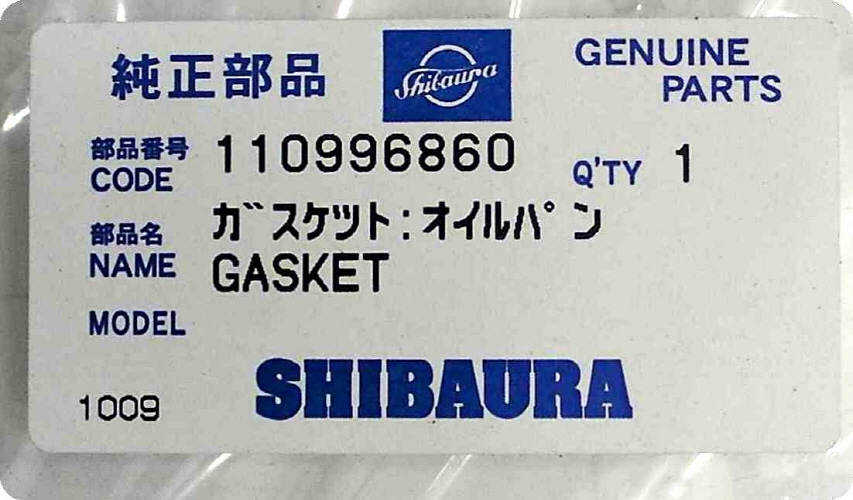 純正部品
Shibaura
GENUINE
PARTS
部品番号
CODE
110996860
Q'TY 1
部品名
NAME
ガスケット:オイルパン
GASKET
MODEL
1009
SHIBAURA